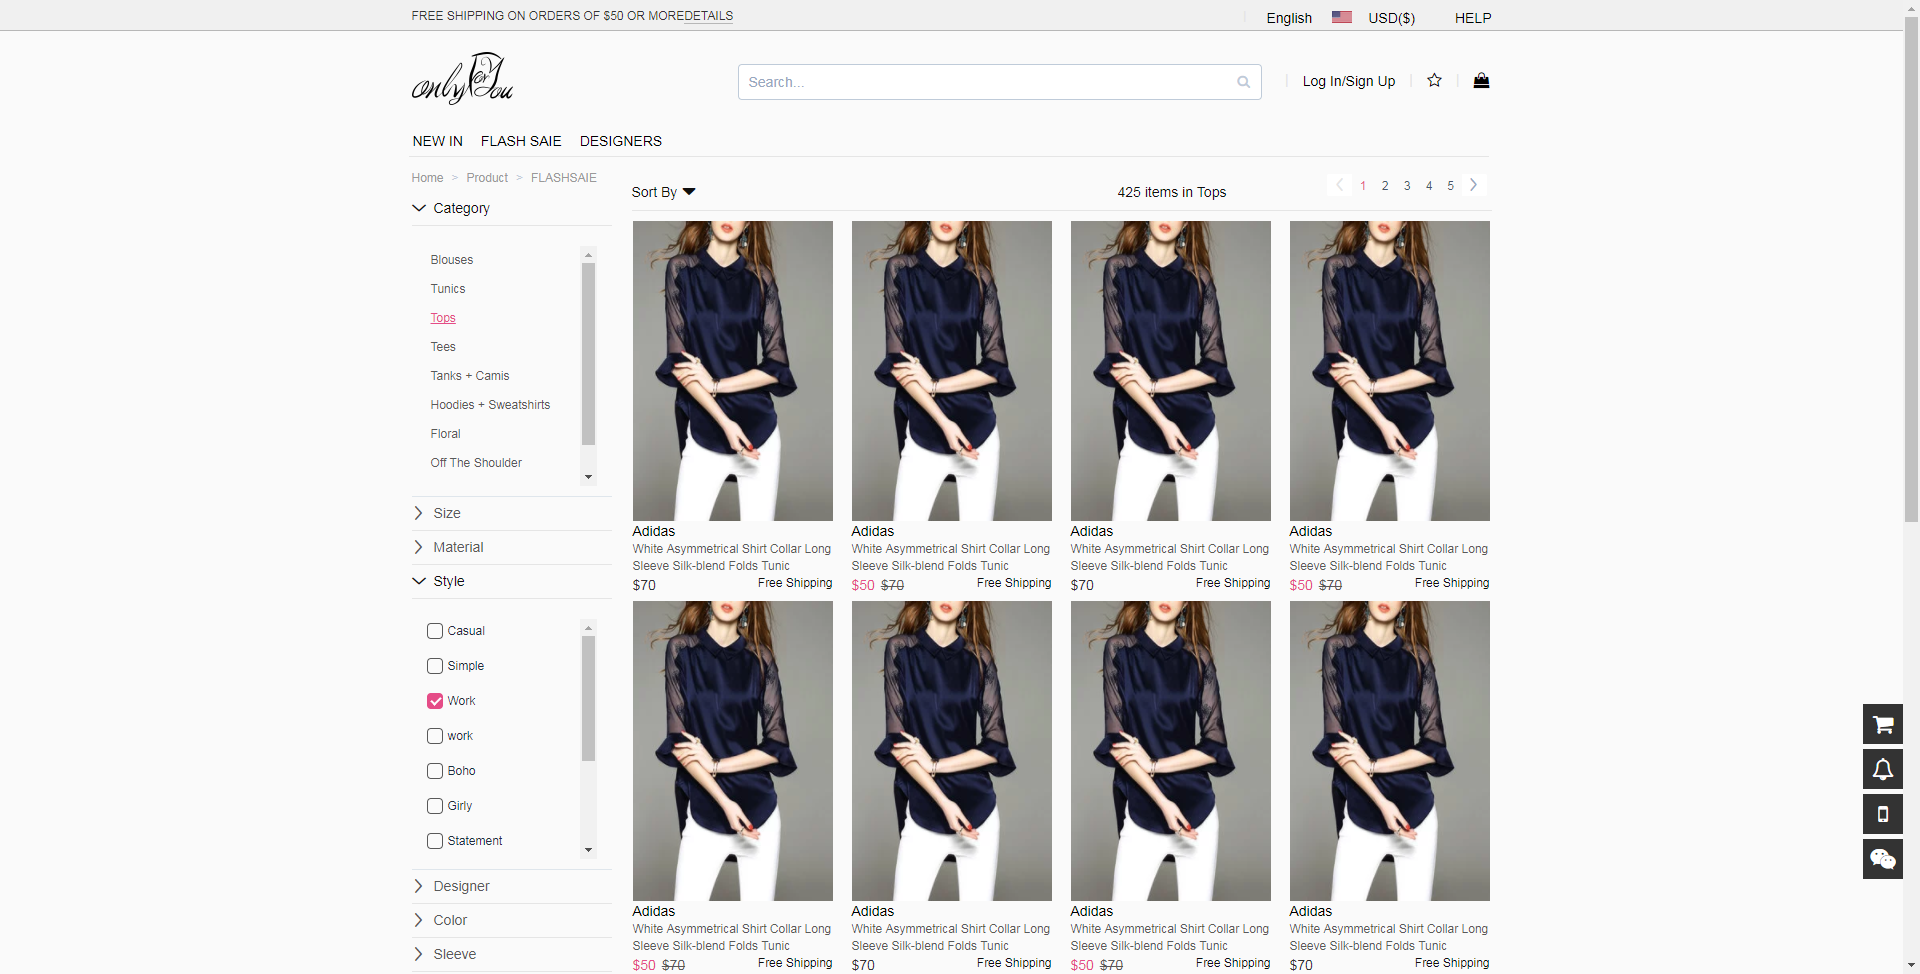 FREE SHIPPING ON ORDERS OF $50 OR MOREDETAILS
English USD($) HELP
only For You
Search...
Log In/Sign Up
NEW IN FLASH SAIE DESIGNERS
Home > Product > FLASHSAIE
Sort By
425 items in Tops
1 2 3 4 5
Category
Blouses
Tunics
Tops
Tees
Tanks + Camis
Hoodies + Sweatshirts
Floral
Off The Shoulder
Size
Material
Style
Casual
Simple
Work
work
Boho
Girly
Statement
Designer
Color
Sleeve
Adidas
White Asymmetrical Shirt Collar Long
Sleeve Silk-blend Folds Tunic
$70 Free Shipping
Adidas
White Asymmetrical Shirt Collar Long
Sleeve Silk-blend Folds Tunic
$50 $70 Free Shipping
Adidas
White Asymmetrical Shirt Collar Long
Sleeve Silk-blend Folds Tunic
$70 Free Shipping
Adidas
White Asymmetrical Shirt Collar Long
Sleeve Silk-blend Folds Tunic
$50 $70 Free Shipping
Adidas
White Asymmetrical Shirt Collar Long
Sleeve Silk-blend Folds Tunic
$50 $70 Free Shipping
Adidas
White Asymmetrical Shirt Collar Long
Sleeve Silk-blend Folds Tunic
$70 Free Shipping
Adidas
White Asymmetrical Shirt Collar Long
Sleeve Silk-blend Folds Tunic
$50 $70 Free Shipping
Adidas
White Asymmetrical Shirt Collar Long
Sleeve Silk-blend Folds Tunic
$70 Free Shipping